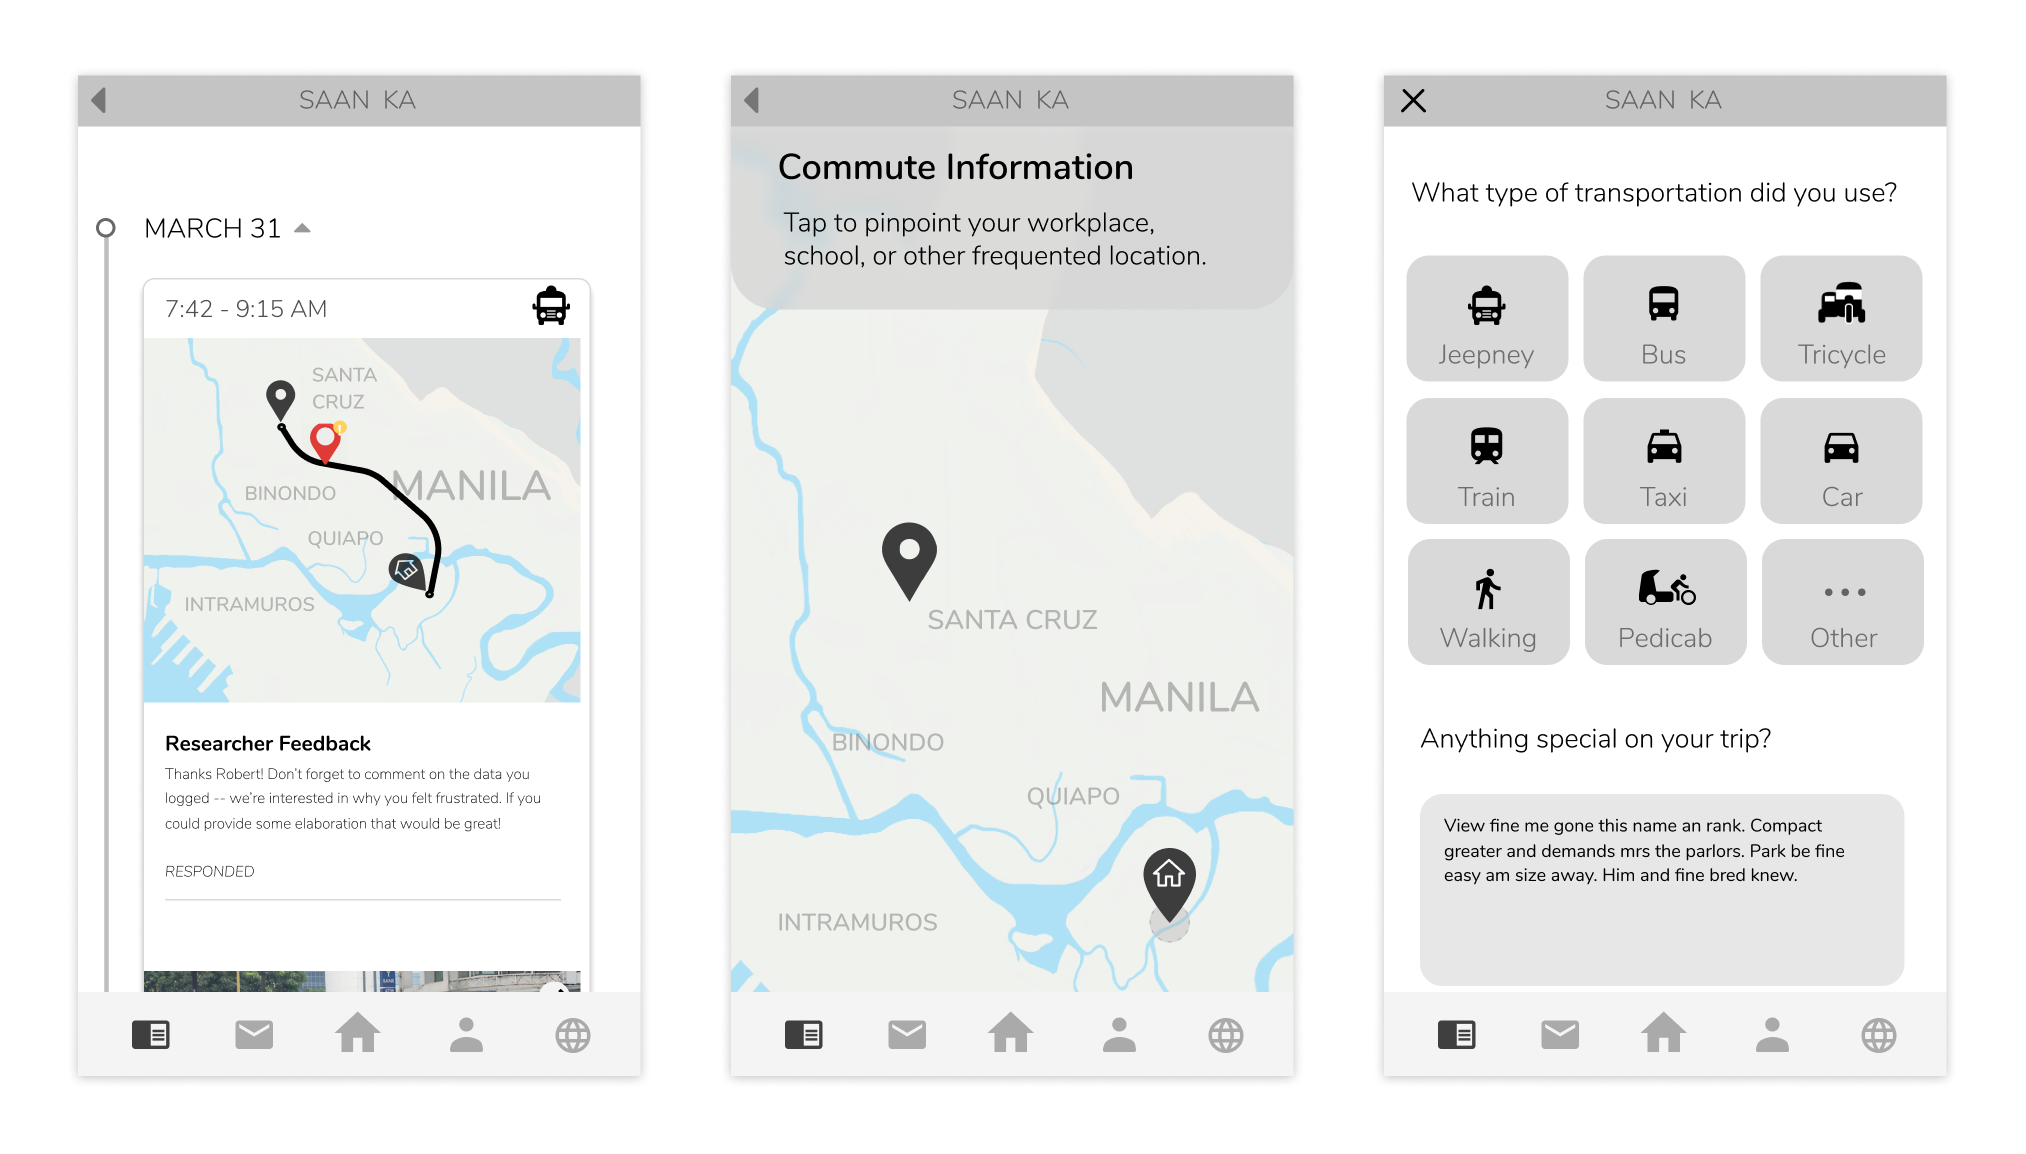 SAAN KA
MARCH 31
7:42 - 9:15 AM
SANTA
CRUZ
MANILA
BINONDO
QUIAPO
INTRAMUROS
Researcher Feedback
Thanks Robert! Don't forget to comment on the data you
logged -- we're interested in why you felt frustrated. If you
could provide some elaboration that would be great!
RESPONDED
SAAN KA
Commute Information
Tap to pinpoint your workplace,
school, or other frequented location.
SANTA CRUZ
MANILA
BINONDO
QUIAPO
INTRAMUROS
SAAN KA
What type of transportation did you use?
Jeepney
Bus
Tricycle
Train
Taxi
Car
Walking
Pedicab
Other
Anything special on your trip?
View fine me gone this name an rank. Compact
greater and demands mrs the parlors. Park be fine
easy am size away. Him and fine bred knew.